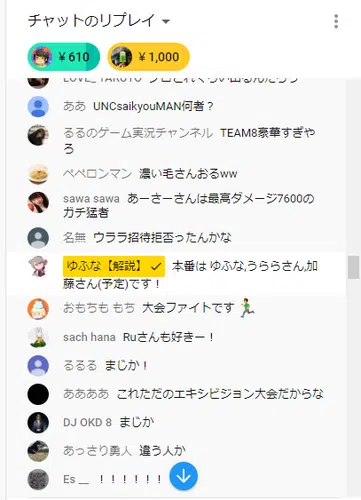 チャットのリプレイ
¥ 610
¥ 1,000
ああ UNCsaikyouMAN何者？
るるのゲーム実況チャンネル TEAM8豪華すぎや
ろ
ペペロンマン 濃い毛さんおるww
sawa sawa あーさーさんは最高ダメージ7600の
ガチ猛者
名無 ウララ招待拒否ったんかな
ゆふな【解説】 本番は ゆふな,うららさん,加
藤さん(予定)です！
おもちも もち 大会ファイトです
sach hana Ruさんも好きー！
るるる まじか！
ああああ これただのエキシビジョン大会だからな
DJ OKD 8 まじか
あっさり勇人 違う人か
Es __ ！！！！！！